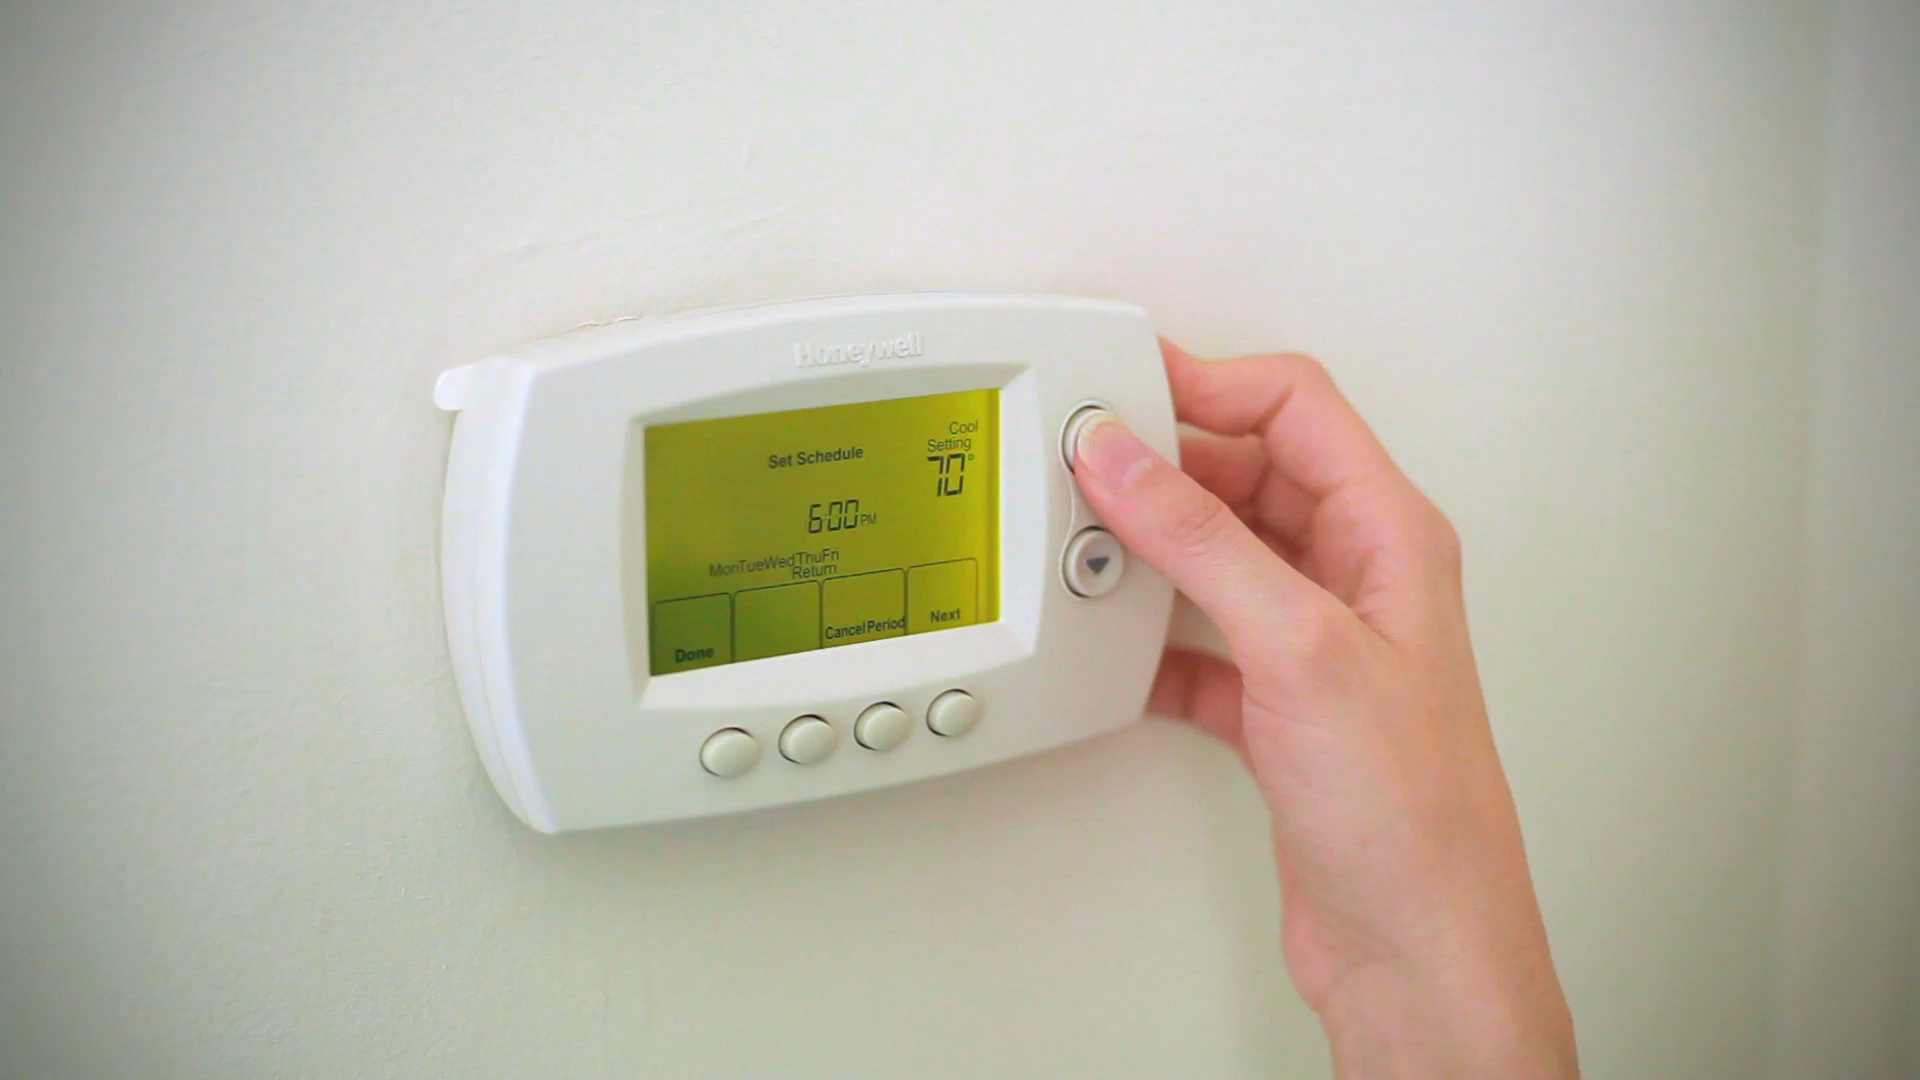 Honeywell
Cool
Setting
Set Schedule
70°
6:00 PM
MonTueWedThuFri
Return
Done
Cancel Period
Next